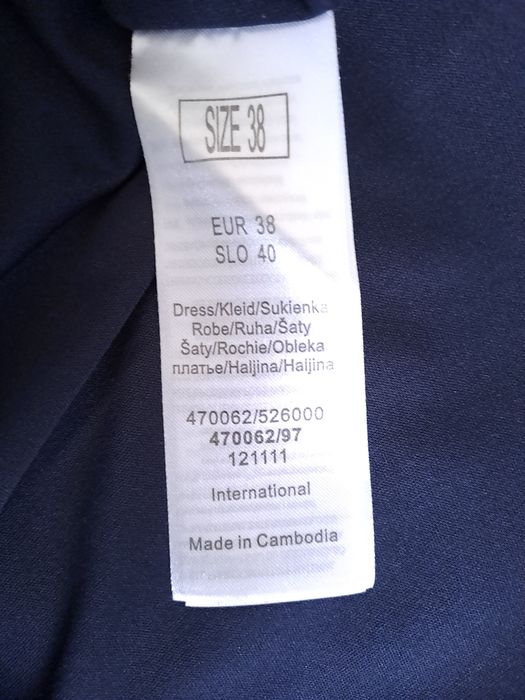 SIZE 38
EUR 38
SLO 40
Dress/Kleid/Sukienka
Robe/Ruha/Šaty
Šaty/Rochie/Obleka
платье/Haljina/Haljina
470062/526000
470062/97
121111
International
Made in Cambodia